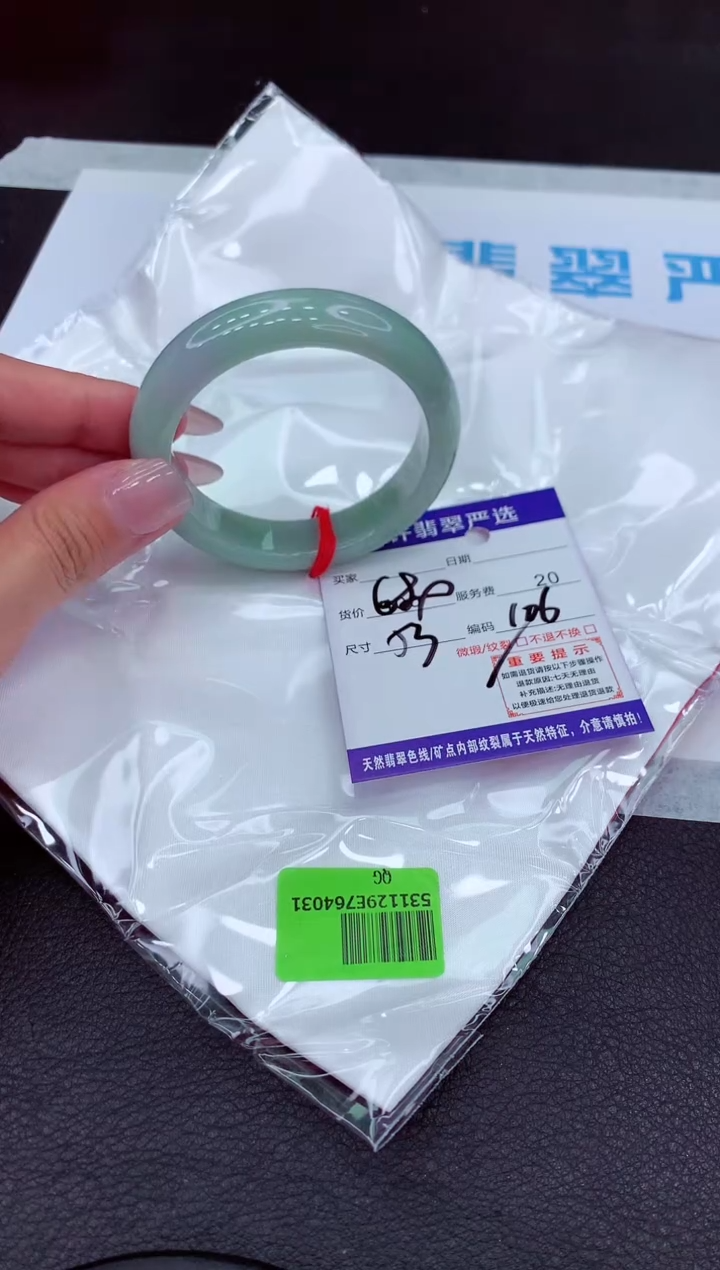 翠严
翡翠严选
买家 日期
货价 680 服务费 20
尺寸 53 编码 106
微瑕/纹裂□不退不换□
重要提示
如需退货请按以下步骤操作
退款原因:七天无理由
补充描述:无理由退货
以便极速给您处理退货退款
天然翡翠色线/矿点内部纹裂属于天然特征，介意请慎拍！
531129E764031
QG